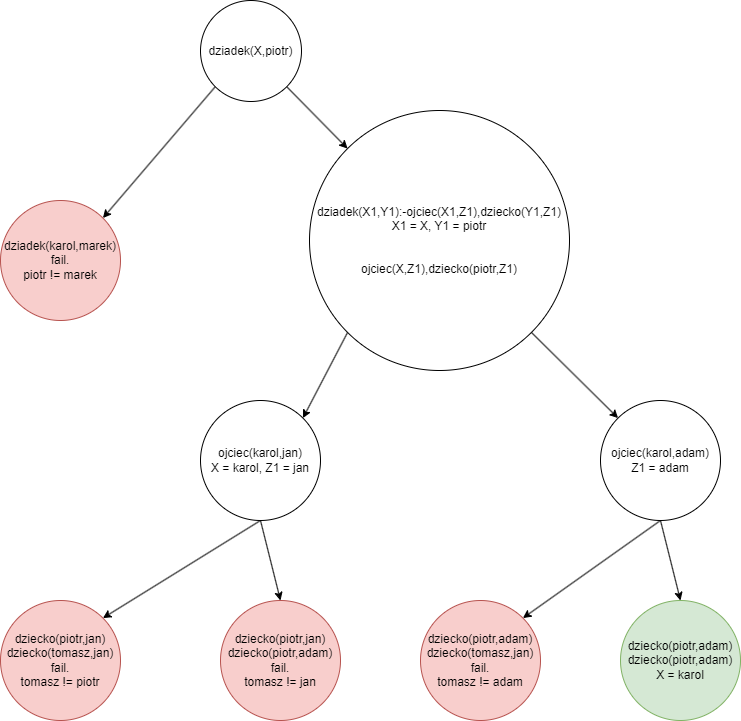 dziadek(X,piotr)
dziadek(X1,Y1):-ojciec(X1,Z1),dziecko(Y1,Z1)
X1 = X, Y1 = piotr
ojciec(X,Z1),dziecko(piotr,Z1)
dziadek(karol,marek)
fail.
piotr != marek
ojciec(karol,jan)
X = karol, Z1 = jan
ojciec(karol,adam)
Z1 = adam
dziecko(piotr,jan)
dziecko(tomasz,jan)
fail.
tomasz != piotr
dziecko(piotr,jan)
dziecko(piotr,adam)
fail.
tomasz != jan
dziecko(piotr,adam)
dziecko(tomasz,jan)
fail.
tomasz != adam
dziecko(piotr,adam)
dziecko(piotr,adam)
X = karol